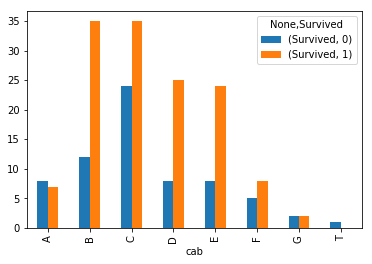 None,Survived
(Survived, 0)
(Survived, 1)
35
30
25
20
15
10
5
0
A
B
C
D
E
F
G
T
cab